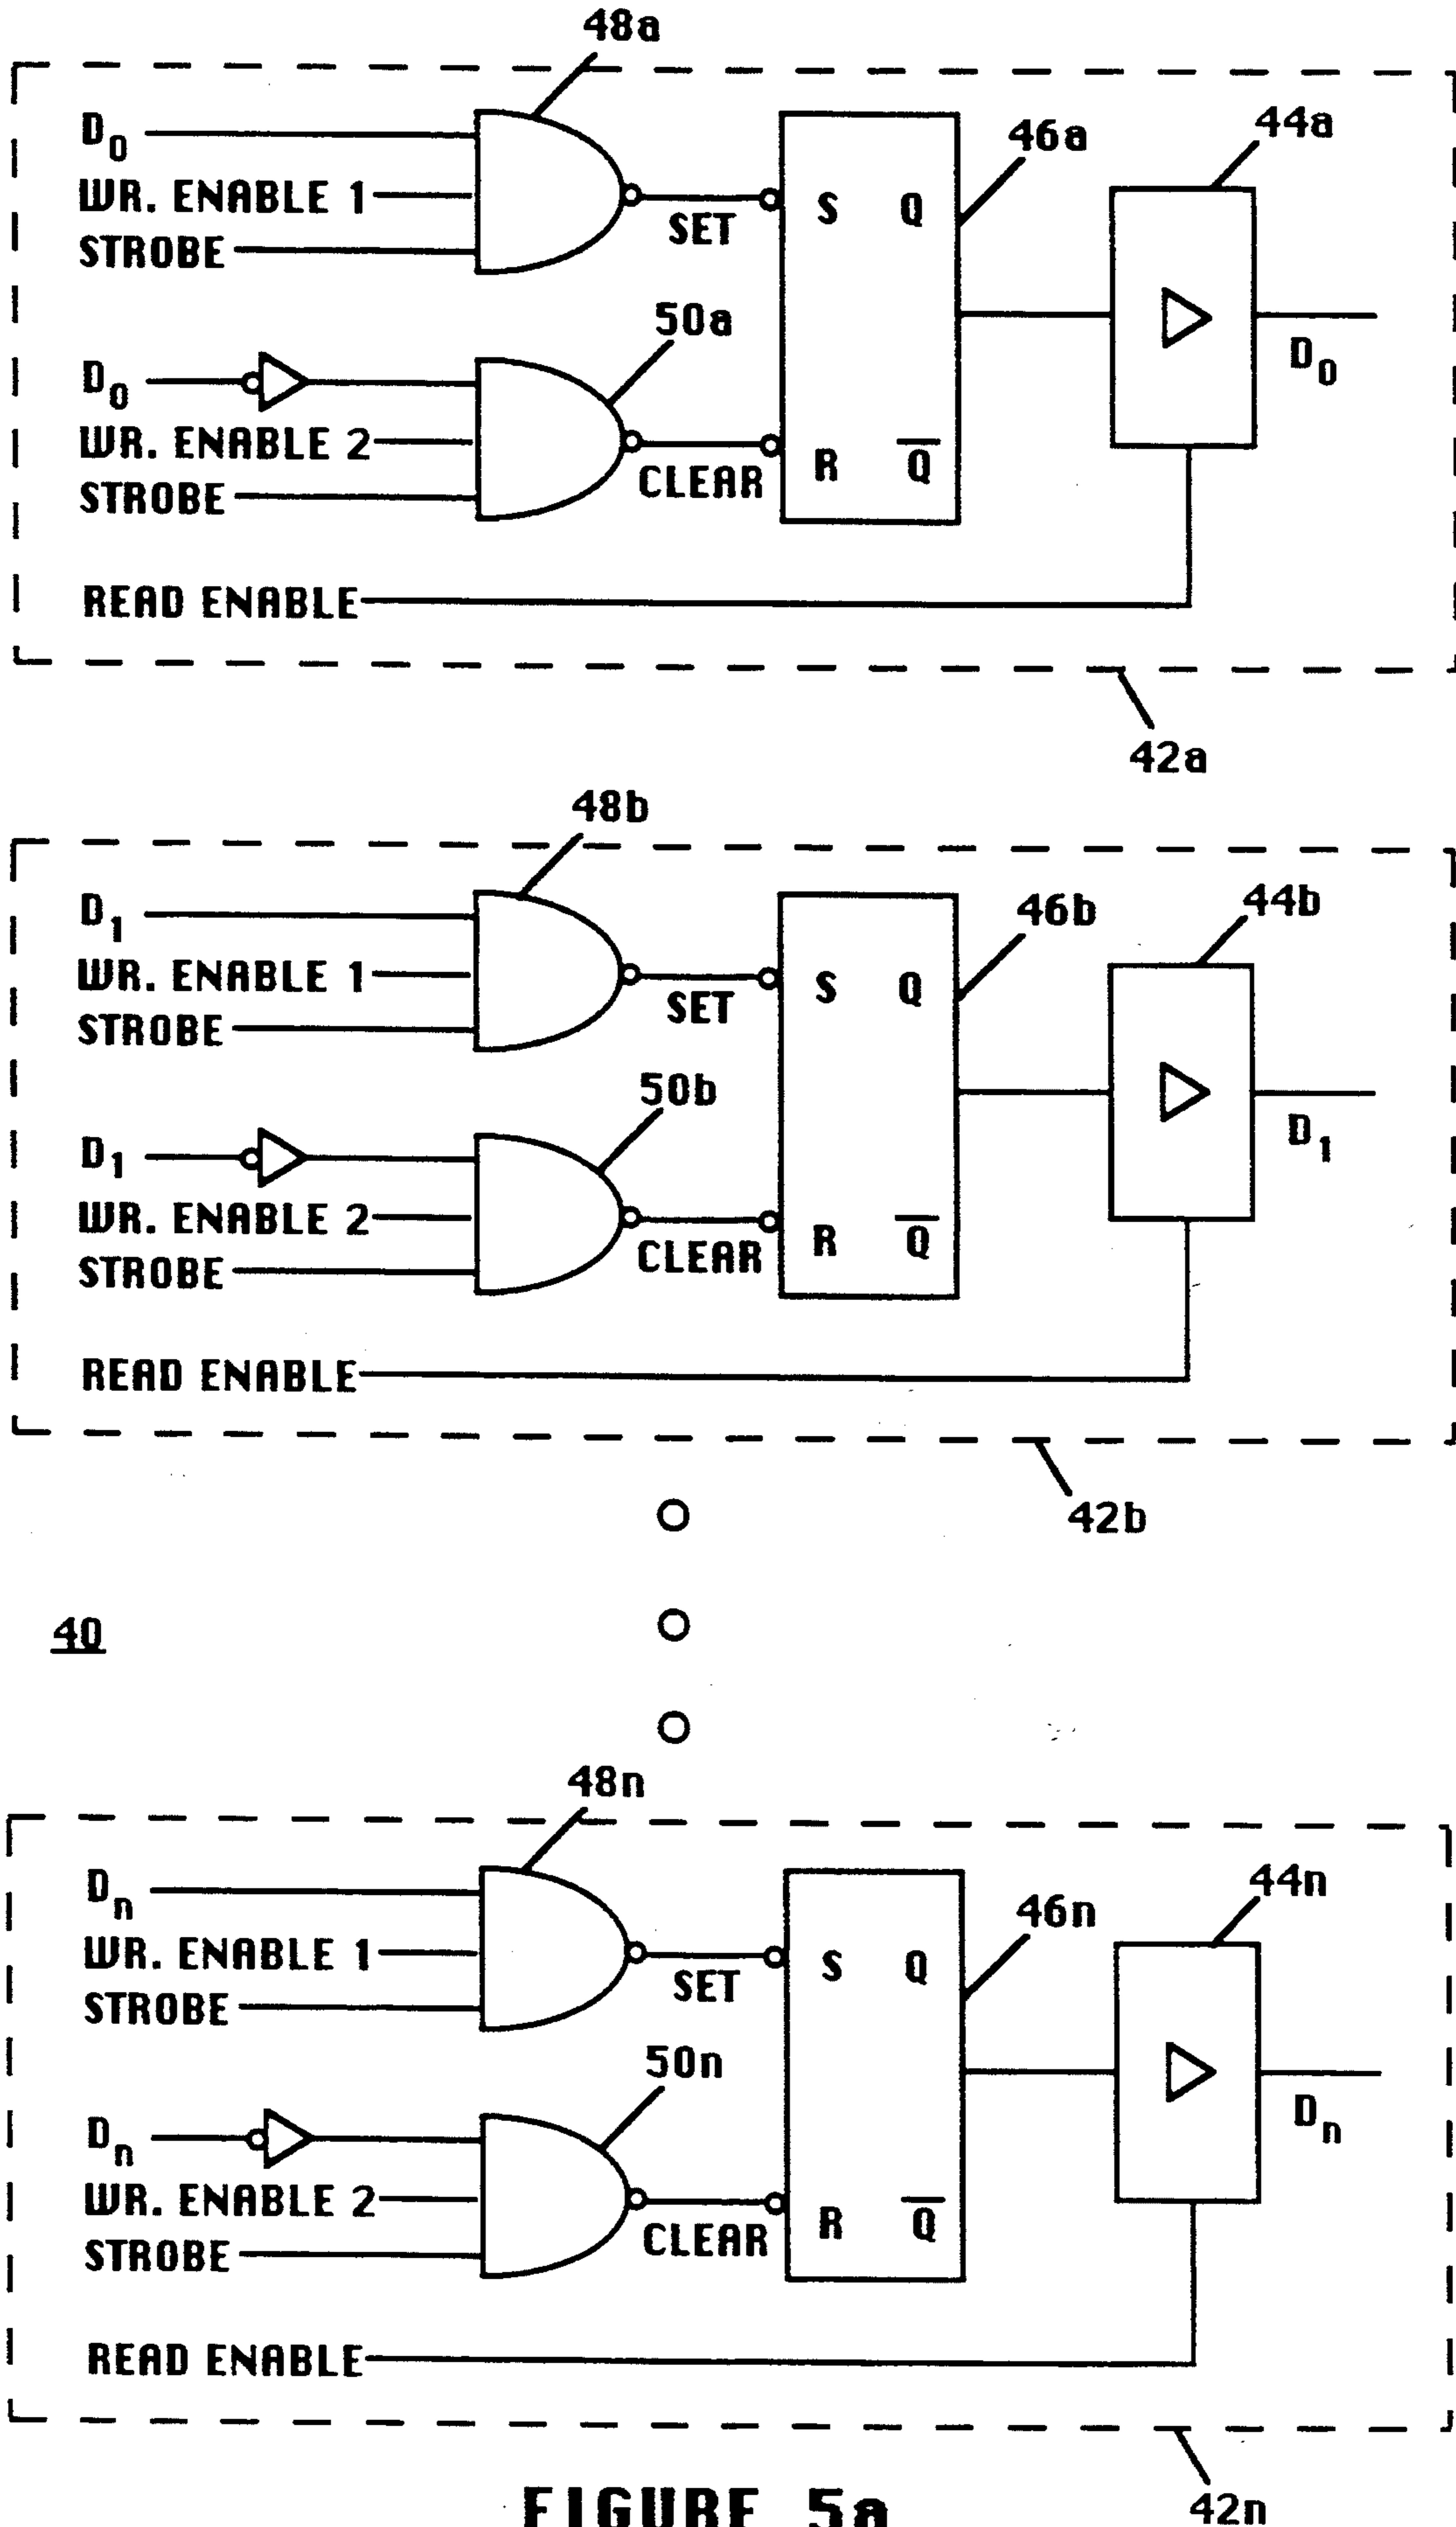 48a
D0
WR. ENABLE 1
STROBE
SET
S Q
46a
44a
50a
D0
D0
WR. ENABLE 2
STROBE
CLEAR
R Q̅
READ ENABLE
42a
48b
D1
WR. ENABLE 1
STROBE
SET
S Q
46b
44b
50b
D1
D1
WR. ENABLE 2
STROBE
CLEAR
R Q̅
READ ENABLE
42b
40
48n
Dn
WR. ENABLE 1
STROBE
SET
S Q
46n
44n
50n
Dn
Dn
WR. ENABLE 2
STROBE
CLEAR
R Q̅
READ ENABLE
42n
FIGURE 5a